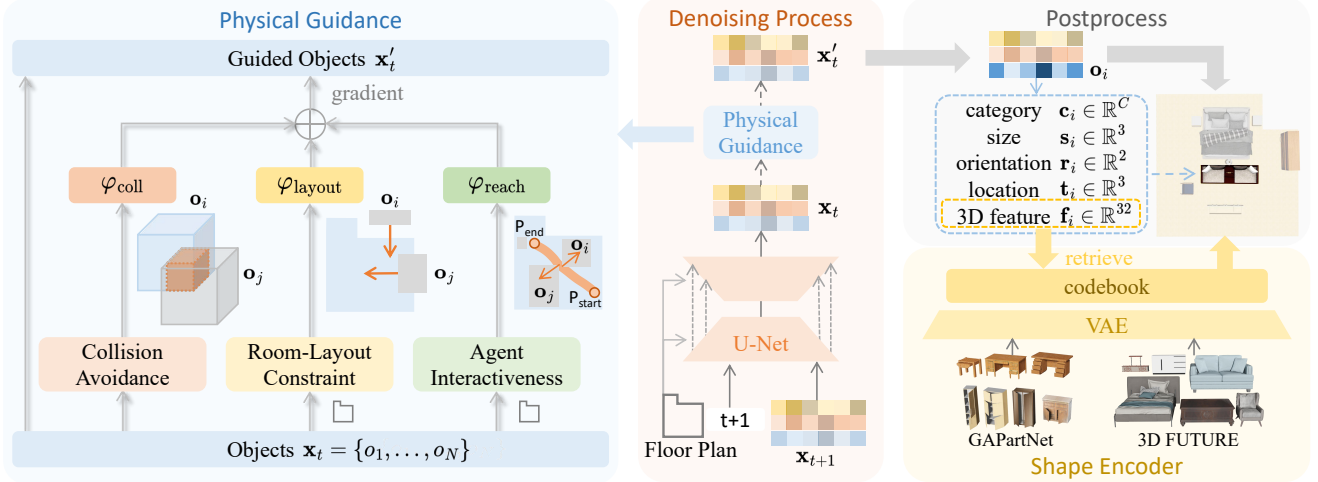 Physical Guidance
Guided Objects x′_t
gradient
φ_coll
φ_layout
φ_reach
o_i
o_j
o_i
o_j
P_end
o_i
o_j
P_start
Collision
Avoidance
Room-Layout
Constraint
Agent
Interactiveness
Objects x_t = {o_1, . . . , o_N}
Denoising Process
x′_t
Physical
Guidance
x_t
U-Net
t+1
Floor Plan
x_{t+1}
Postprocess
o_i
category c_i ∈ ℝ^C
size s_i ∈ ℝ^3
orientation r_i ∈ ℝ^2
location t_i ∈ ℝ^3
3D feature f_i ∈ ℝ^32
retrieve
codebook
VAE
GAPartNet
3D FUTURE
Shape Encoder